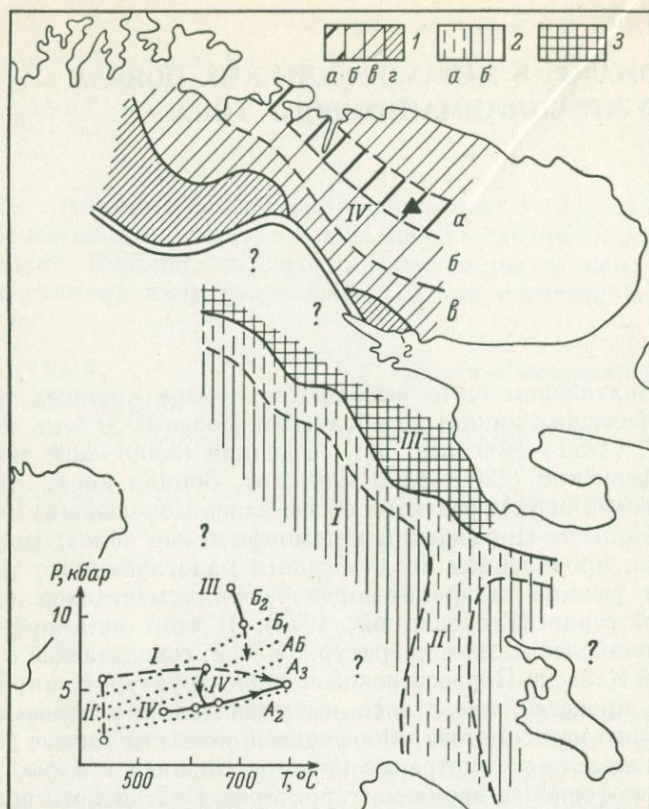 1
2
3
а б в г
а б
IV
а
?
б
в
?
г
III
I
?
P, кбар
III
10
Б₂
Б₁
I
АБ
?
?
5
А₃
II
II
IV
IV
А₂
500
700
T, °C